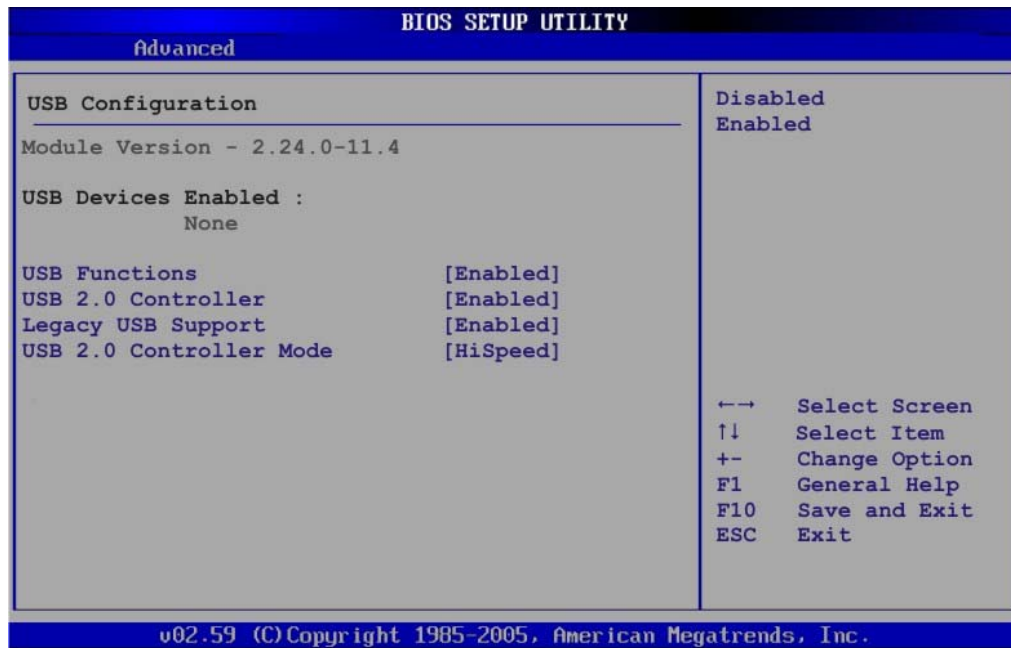 BIOS SETUP UTILITY
Advanced
USB Configuration
Module Version - 2.24.0-11.4
USB Devices Enabled :
None
USB Functions [Enabled]
USB 2.0 Controller [Enabled]
Legacy USB Support [Enabled]
USB 2.0 Controller Mode [HiSpeed]
Disabled
Enabled
←→ Select Screen
↑↓ Select Item
+- Change Option
F1 General Help
F10 Save and Exit
ESC Exit
v02.59 (C)Copyright 1985-2005, American Megatrends, Inc.